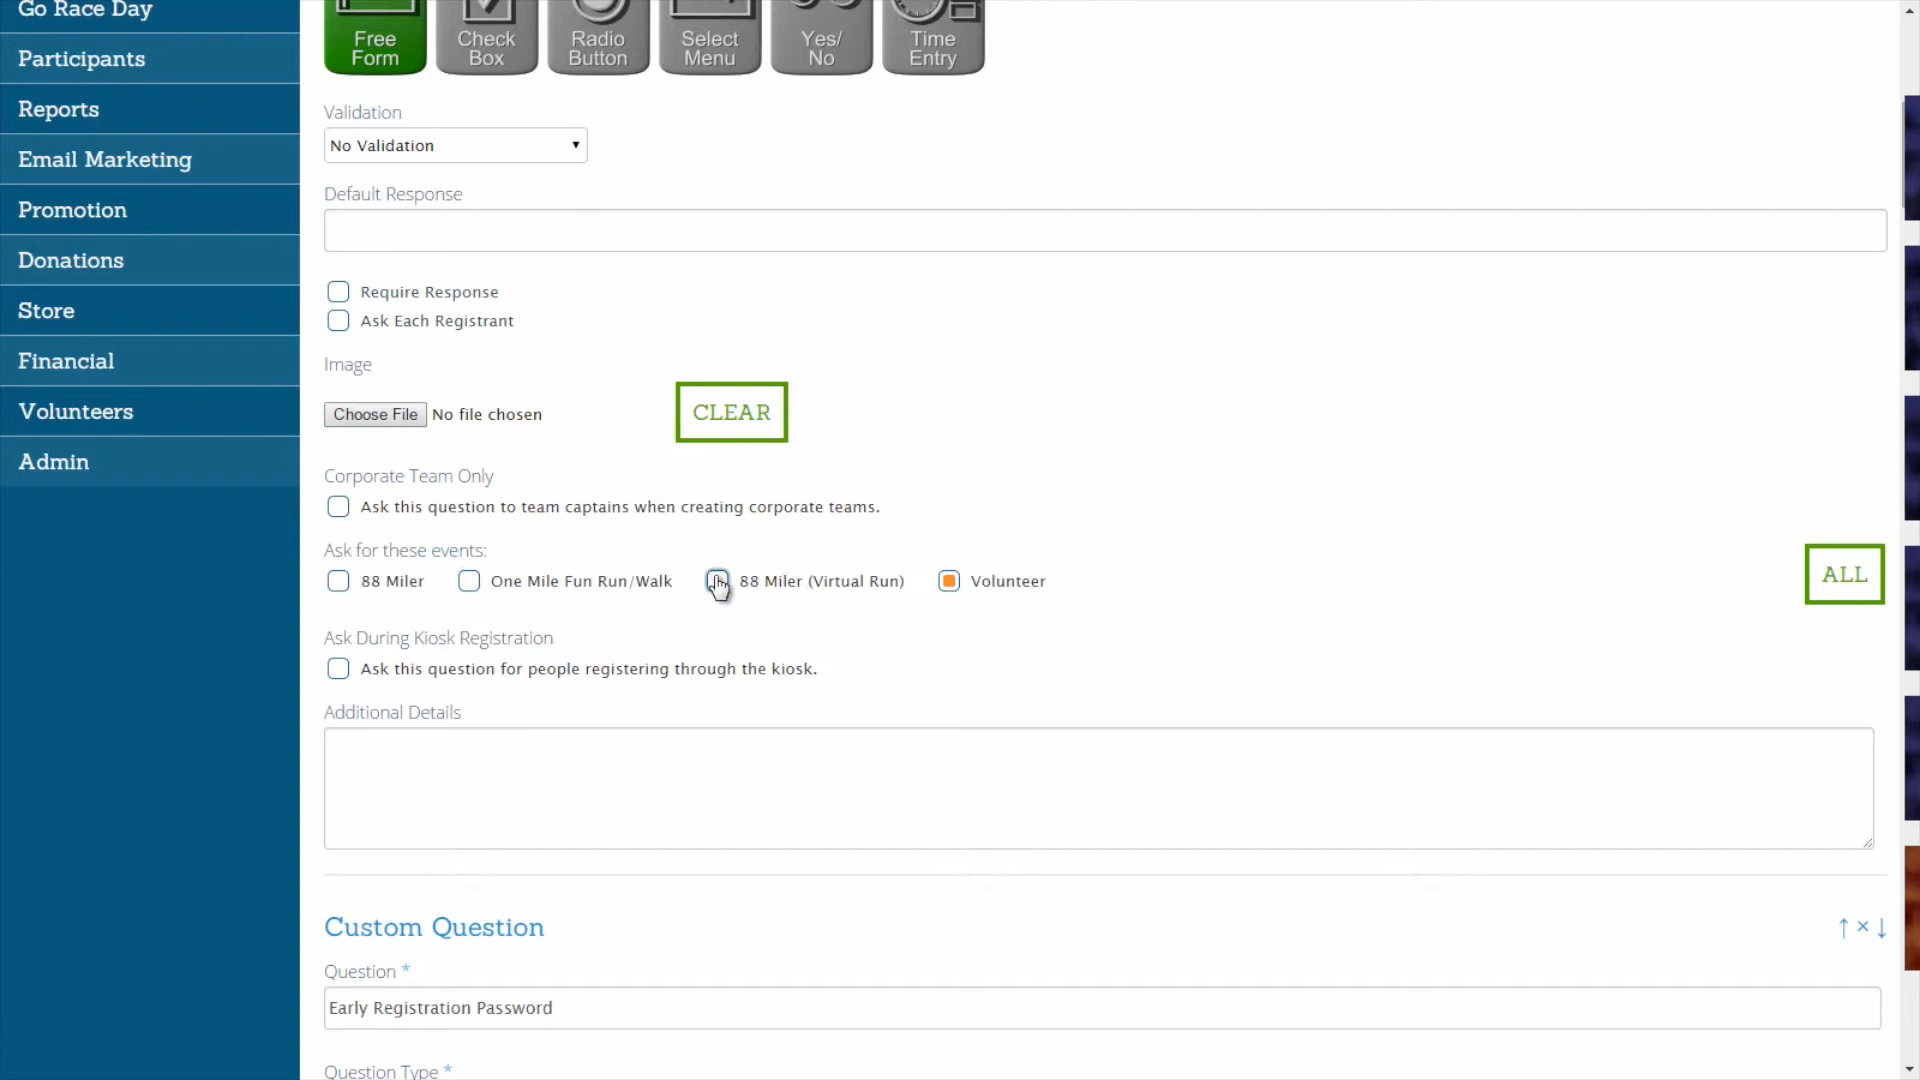 Go Race Day
Participants
Reports
Email Marketing
Promotion
Donations
Store
Financial
Volunteers
Admin
Free Form
Check Box
Radio Button
Select Menu
Yes/ No
Time Entry
Validation
No Validation
Default Response
Require Response
Ask Each Registrant
Image
Choose File No file chosen
CLEAR
Corporate Team Only
Ask this question to team captains when creating corporate teams.
Ask for these events:
88 Miler One Mile Fun Run/Walk 88 Miler (Virtual Run) Volunteer
ALL
Ask During Kiosk Registration
Ask this question for people registering through the kiosk.
Additional Details
Custom Question
Question *
Early Registration Password
Question Type *